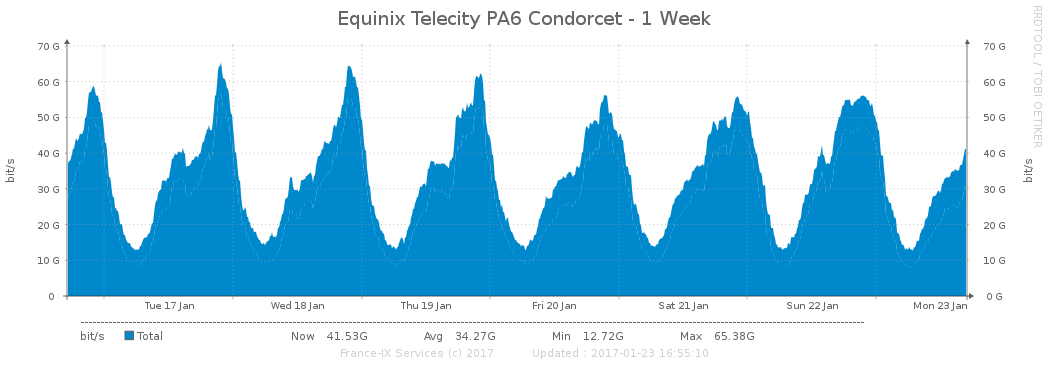 Equinix Telecity PA6 Condorcet - 1 Week
RRDTOOL / TOBI OETIKER
bit/s
70 G
60 G
50 G
40 G
30 G
20 G
10 G
0
70 G
60 G
50 G
40 G
30 G
20 G
10 G
0 G
bit/s
Tue 17 Jan Wed 18 Jan Thu 19 Jan Fri 20 Jan Sat 21 Jan Sun 22 Jan Mon 23 Jan
bit/s Total Now 41.53G Avg 34.27G Min 12.72G Max 65.38G
France-IX Services (c) 2017 Updated : 2017-01-23 16:55:10